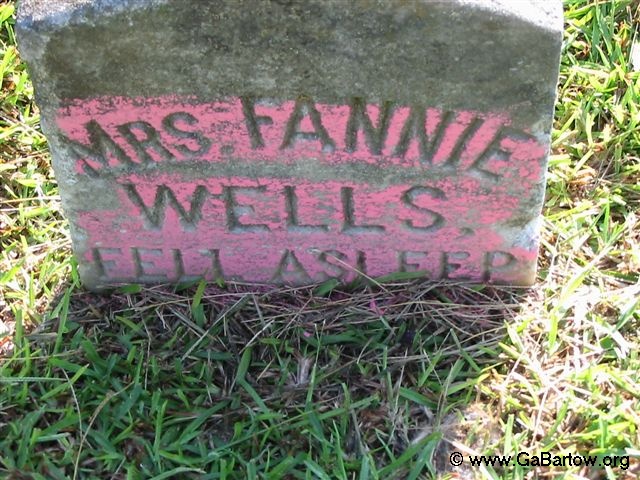 MRS. FANNIE
WELLS,
FELL ASLEEP
© www.GaBartow.org